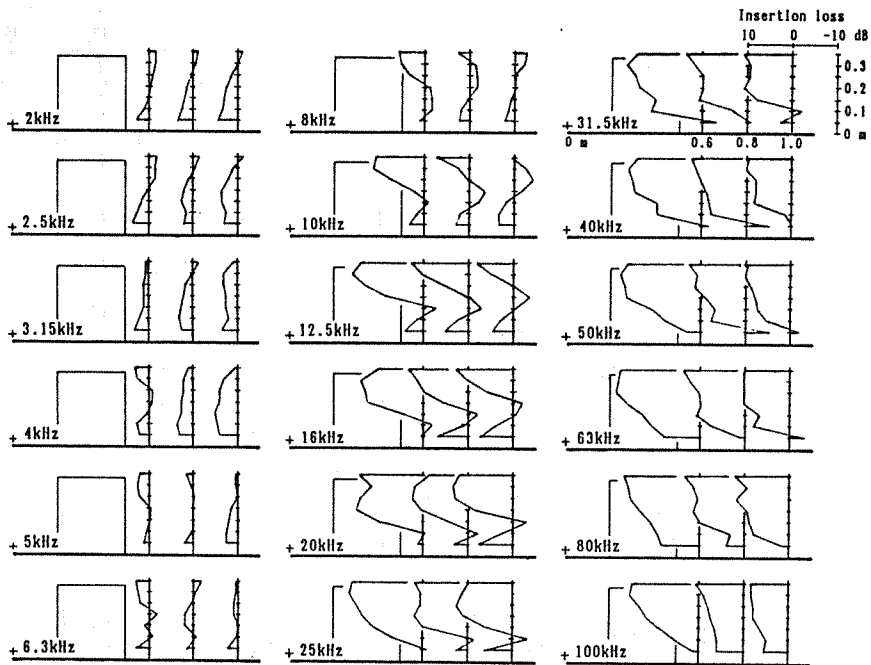 Insertion loss
10 0 -10 dB
0.3
0.2
0.1
0 m
+ 2kHz
+ 8kHz
+ 31.5kHz
0 m 0.6 0.8 1.0
+ 2.5kHz
+ 10kHz
+ 40kHz
+ 3.15kHz
+ 12.5kHz
+ 50kHz
+ 4kHz
+ 16kHz
+ 63kHz
+ 5kHz
+ 20kHz
+ 80kHz
+ 6.3kHz
+ 25kHz
+ 100kHz